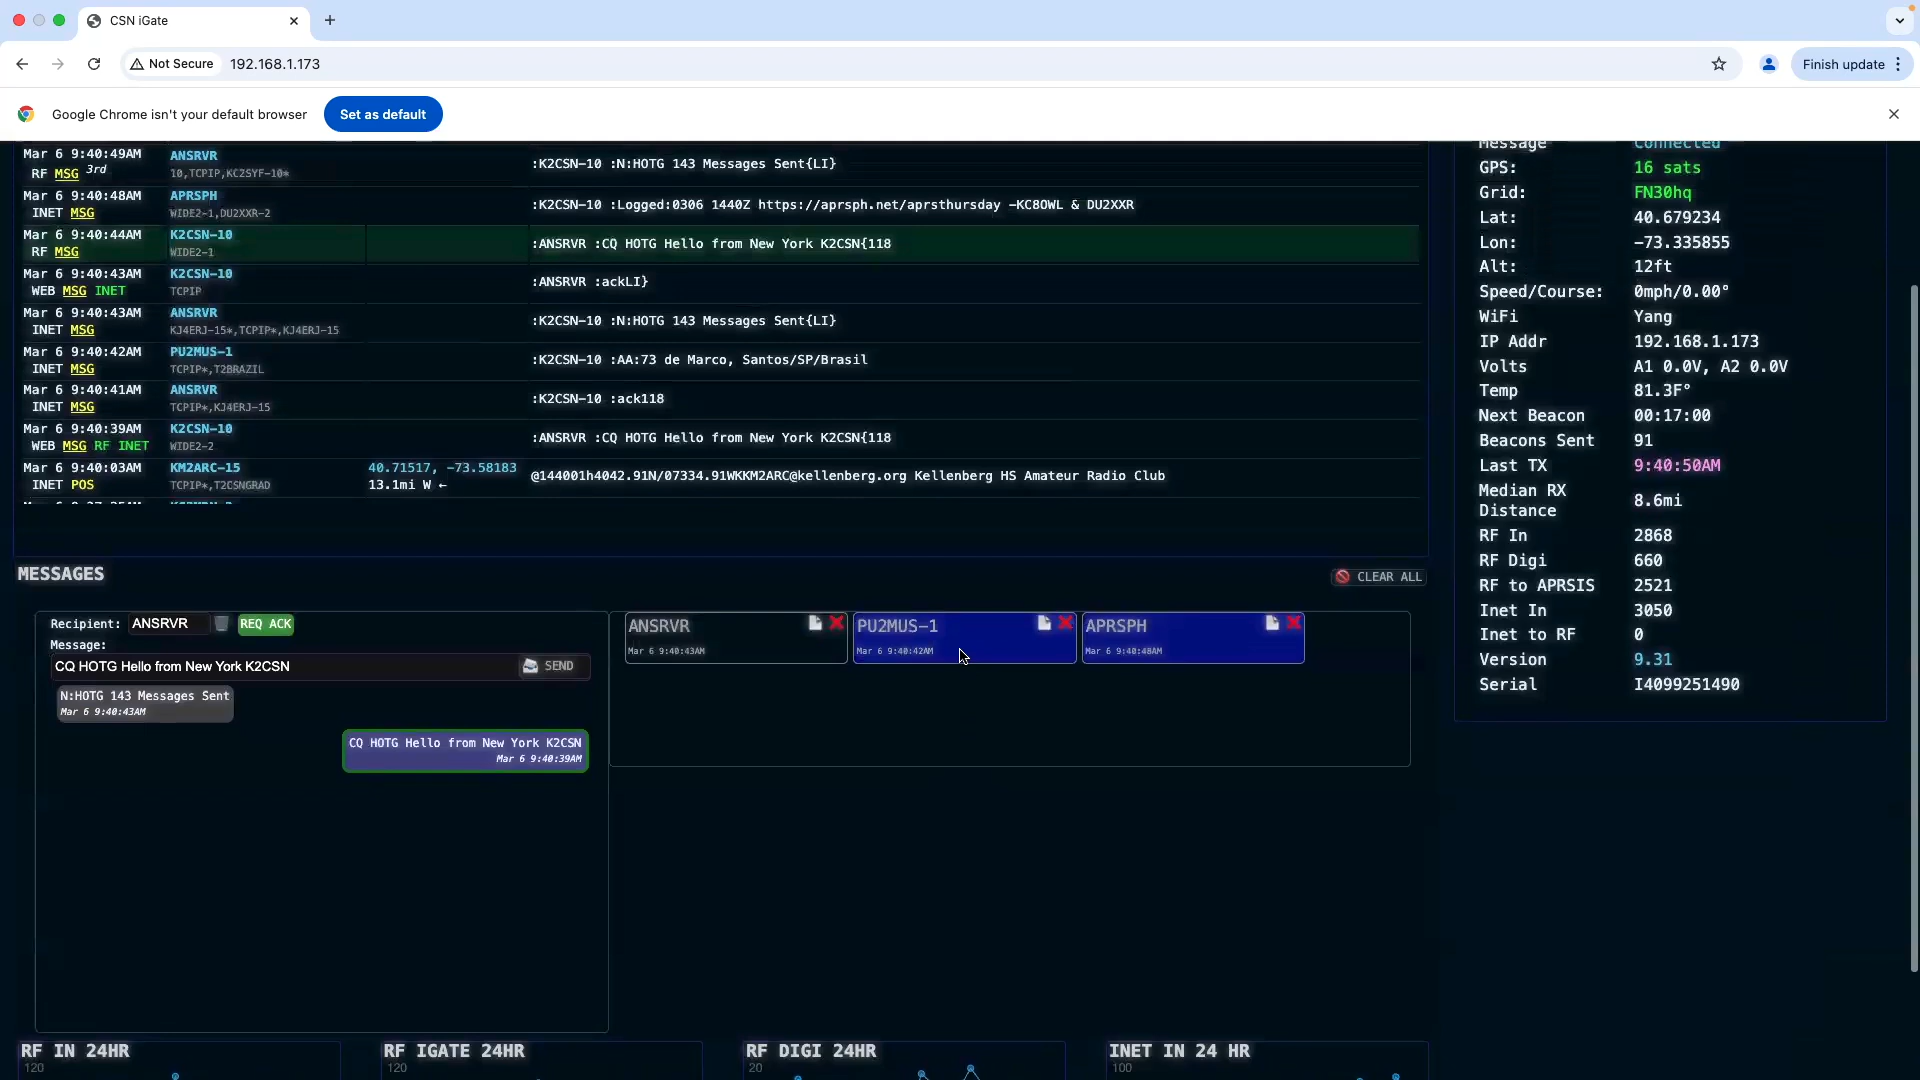 CSN iGate
Not Secure 192.168.1.173
Finish update
Google Chrome isn't your default browser
Set as default
Mar 6 9:40:49AM ANSRVR :K2CSN-10 :N:HOTG 143 Messages Sent{LI}
RF MSG 3rd 10,TCPIP,KC2SYF-10*
Mar 6 9:40:48AM APRSPH :K2CSN-10 :Logged:0306 1440Z https://aprsph.net/aprsthursday -KC8OWL & DU2XXR
INET MSG WIDE2-1,DU2XXR-2
Mar 6 9:40:44AM K2CSN-10 :ANSRVR :CQ HOTG Hello from New York K2CSN{118
RF MSG WIDE2-1
Mar 6 9:40:43AM K2CSN-10 :ANSRVR :ackLI}
WEB MSG INET TCPIP
Mar 6 9:40:43AM ANSRVR :K2CSN-10 :N:HOTG 143 Messages Sent{LI}
INET MSG KJ4ERJ-15*,TCPIP*,KJ4ERJ-15
Mar 6 9:40:42AM PU2MUS-1 :K2CSN-10 :AA:73 de Marco, Santos/SP/Brasil
INET MSG TCPIP*,T2BRAZIL
Mar 6 9:40:41AM ANSRVR :K2CSN-10 :ack118
INET MSG TCPIP*,KJ4ERJ-15
Mar 6 9:40:39AM K2CSN-10 :ANSRVR :CQ HOTG Hello from New York K2CSN{118
WEB MSG RF INET WIDE2-2
Mar 6 9:40:03AM KM2ARC-15 40.71517, -73.58183 @144001h4042.91N/07334.91WKKM2ARC@kellenberg.org Kellenberg HS Amateur Radio Club
INET POS TCPIP*,T2CSNGRAD 13.1mi W ←
Message Connected
GPS: 16 sats
Grid: FN30hq
Lat: 40.679234
Lon: -73.335855
Alt: 12ft
Speed/Course: 0mph/0.00°
WiFi Yang
IP Addr 192.168.1.173
Volts A1 0.0V, A2 0.0V
Temp 81.3F°
Next Beacon 00:17:00
Beacons Sent 91
Last TX 9:40:50AM
Median RX
Distance 8.6mi
RF In 2868
RF Digi 660
RF to APRSIS 2521
Inet In 3050
Inet to RF 0
Version 9.31
Serial I4099251490
MESSAGES
CLEAR ALL
Recipient: ANSRVR REQ ACK
Message:
CQ HOTG Hello from New York K2CSN SEND
N:HOTG 143 Messages Sent
Mar 6 9:40:43AM
CQ HOTG Hello from New York K2CSN
Mar 6 9:40:39AM
ANSRVR
Mar 6 9:40:43AM
PU2MUS-1
Mar 6 9:40:42AM
APRSPH
Mar 6 9:40:48AM
RF IN 24HR
120
RF IGATE 24HR
120
RF DIGI 24HR
20
INET IN 24 HR
100